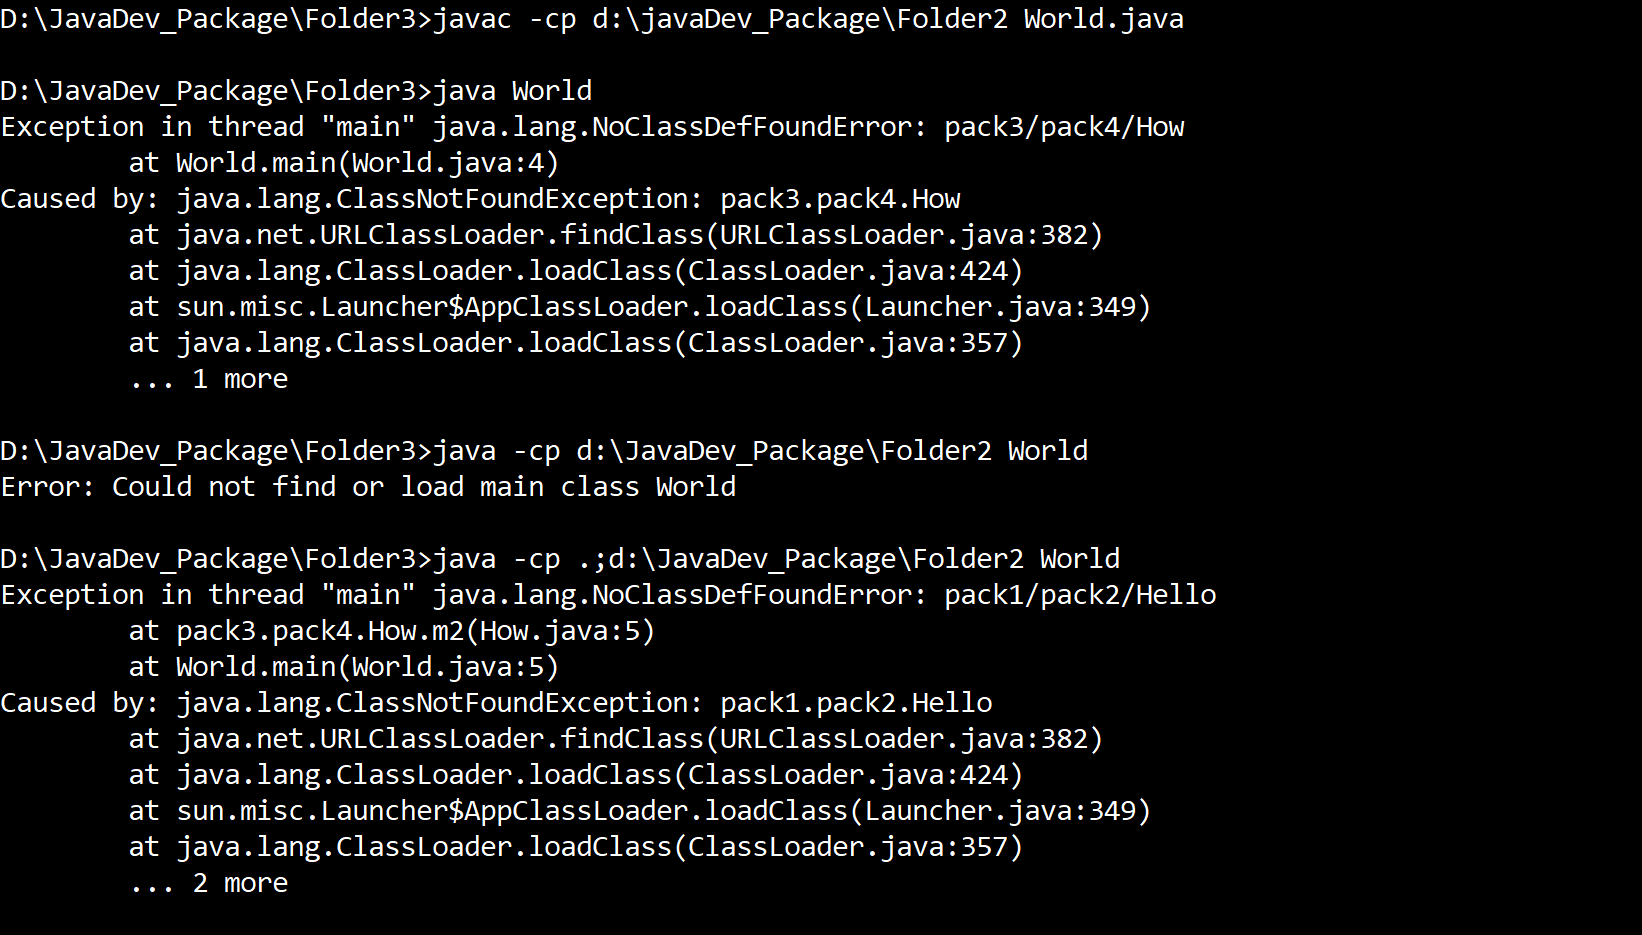 D:\JavaDev_Package\Folder3>javac -cp d:\javaDev_Package\Folder2 World.java
D:\JavaDev_Package\Folder3>java World
Exception in thread "main" java.lang.NoClassDefFoundError: pack3/pack4/How
at World.main(World.java:4)
Caused by: java.lang.ClassNotFoundException: pack3.pack4.How
at java.net.URLClassLoader.findClass(URLClassLoader.java:382)
at java.lang.ClassLoader.loadClass(ClassLoader.java:424)
at sun.misc.Launcher$AppClassLoader.loadClass(Launcher.java:349)
at java.lang.ClassLoader.loadClass(ClassLoader.java:357)
... 1 more
D:\JavaDev_Package\Folder3>java -cp d:\JavaDev_Package\Folder2 World
Error: Could not find or load main class World
D:\JavaDev_Package\Folder3>java -cp .;d:\JavaDev_Package\Folder2 World
Exception in thread "main" java.lang.NoClassDefFoundError: pack1/pack2/Hello
at pack3.pack4.How.m2(How.java:5)
at World.main(World.java:5)
Caused by: java.lang.ClassNotFoundException: pack1.pack2.Hello
at java.net.URLClassLoader.findClass(URLClassLoader.java:382)
at java.lang.ClassLoader.loadClass(ClassLoader.java:424)
at sun.misc.Launcher$AppClassLoader.loadClass(Launcher.java:349)
at java.lang.ClassLoader.loadClass(ClassLoader.java:357)
... 2 more